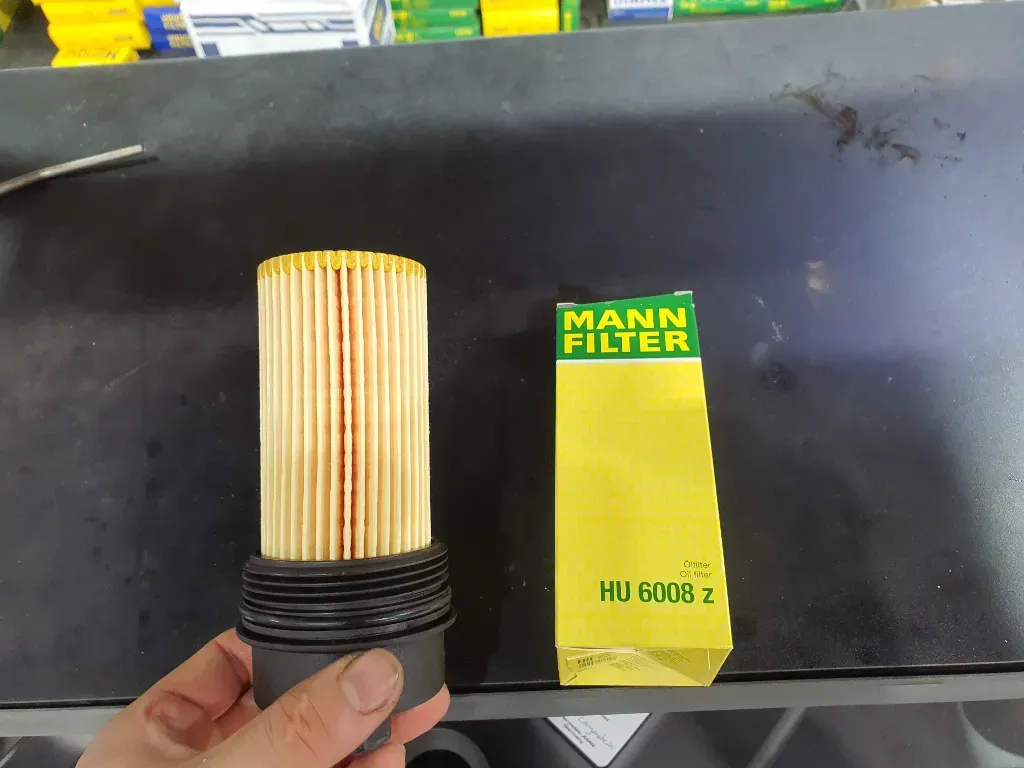 MANN
FILTER
Ölfilter
Oil filter
HU 6008 z